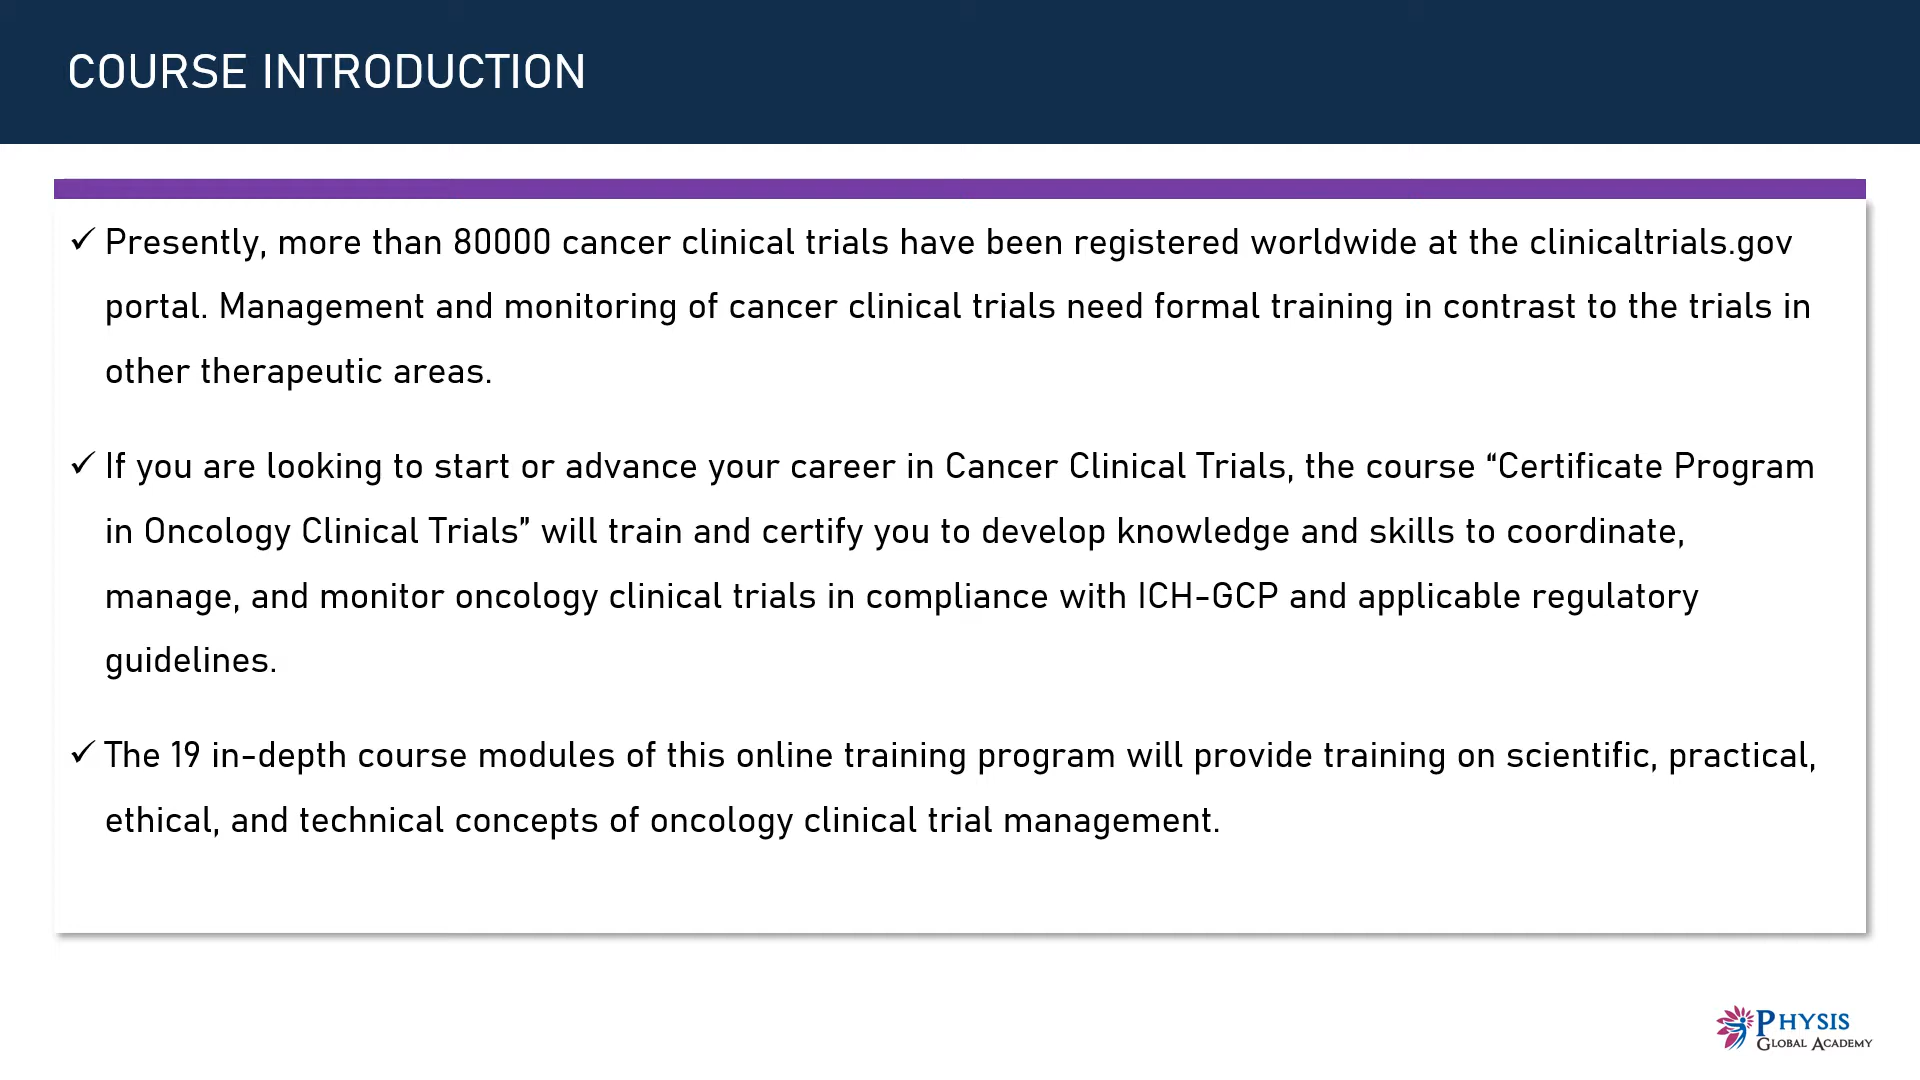 COURSE INTRODUCTION
✓ Presently, more than 80000 cancer clinical trials have been registered worldwide at the clinicaltrials.gov
portal. Management and monitoring of cancer clinical trials need formal training in contrast to the trials in
other therapeutic areas.
✓ If you are looking to start or advance your career in Cancer Clinical Trials, the course “Certificate Program
in Oncology Clinical Trials” will train and certify you to develop knowledge and skills to coordinate,
manage, and monitor oncology clinical trials in compliance with ICH-GCP and applicable regulatory
guidelines.
✓ The 19 in-depth course modules of this online training program will provide training on scientific, practical,
ethical, and technical concepts of oncology clinical trial management.
PHYSIS
GLOBAL ACADEMY